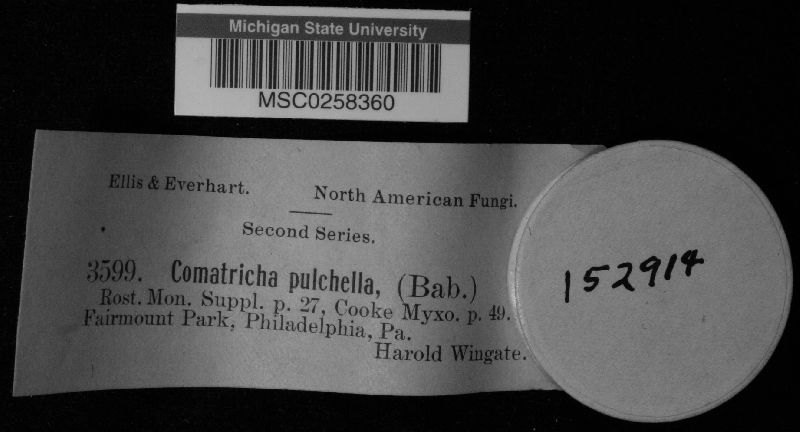 Michigan State University
MSC0258360
Ellis & Everhart. North American Fungi.
Second Series.
3599. Comatricha pulchella, (Bab.)
Rost. Mon. Suppl. p. 27, Cooke Myxo. p. 49.
Fairmount Park, Philadelphia, Pa.
Harold Wingate.
152914